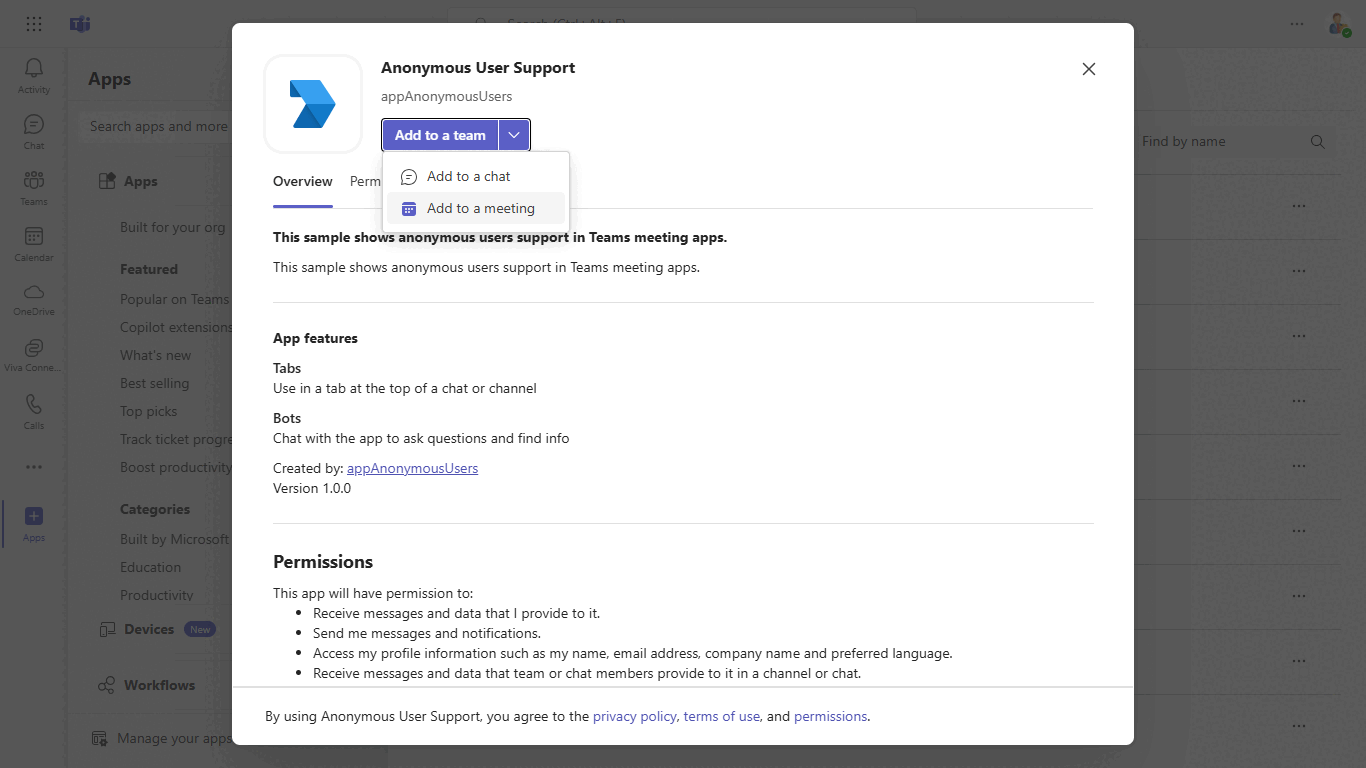 Search (Ctrl+Alt+E)
Activity
Chat
Teams
Calendar
OneDrive
Viva Conne...
Calls
Apps
Apps
Search apps and more
Apps
Built for your org
Featured
Popular on Teams
Copilot extensions
What's new
Best selling
Top picks
Track ticket progre
Boost productivity
Categories
Built by Microsoft
Education
Productivity
Devices New
Workflows
Manage your apps
Find by name
Anonymous User Support
appAnonymousUsers
Add to a team
Add to a chat
Add to a meeting
Overview Perm
This sample shows anonymous users support in Teams meeting apps.
This sample shows anonymous users support in Teams meeting apps.
App features
Tabs
Use in a tab at the top of a chat or channel
Bots
Chat with the app to ask questions and find info
Created by: appAnonymousUsers
Version 1.0.0
Permissions
This app will have permission to:
Receive messages and data that I provide to it.
Send me messages and notifications.
Access my profile information such as my name, email address, company name and preferred language.
Receive messages and data that team or chat members provide to it in a channel or chat.
By using Anonymous User Support, you agree to the privacy policy, terms of use, and permissions.